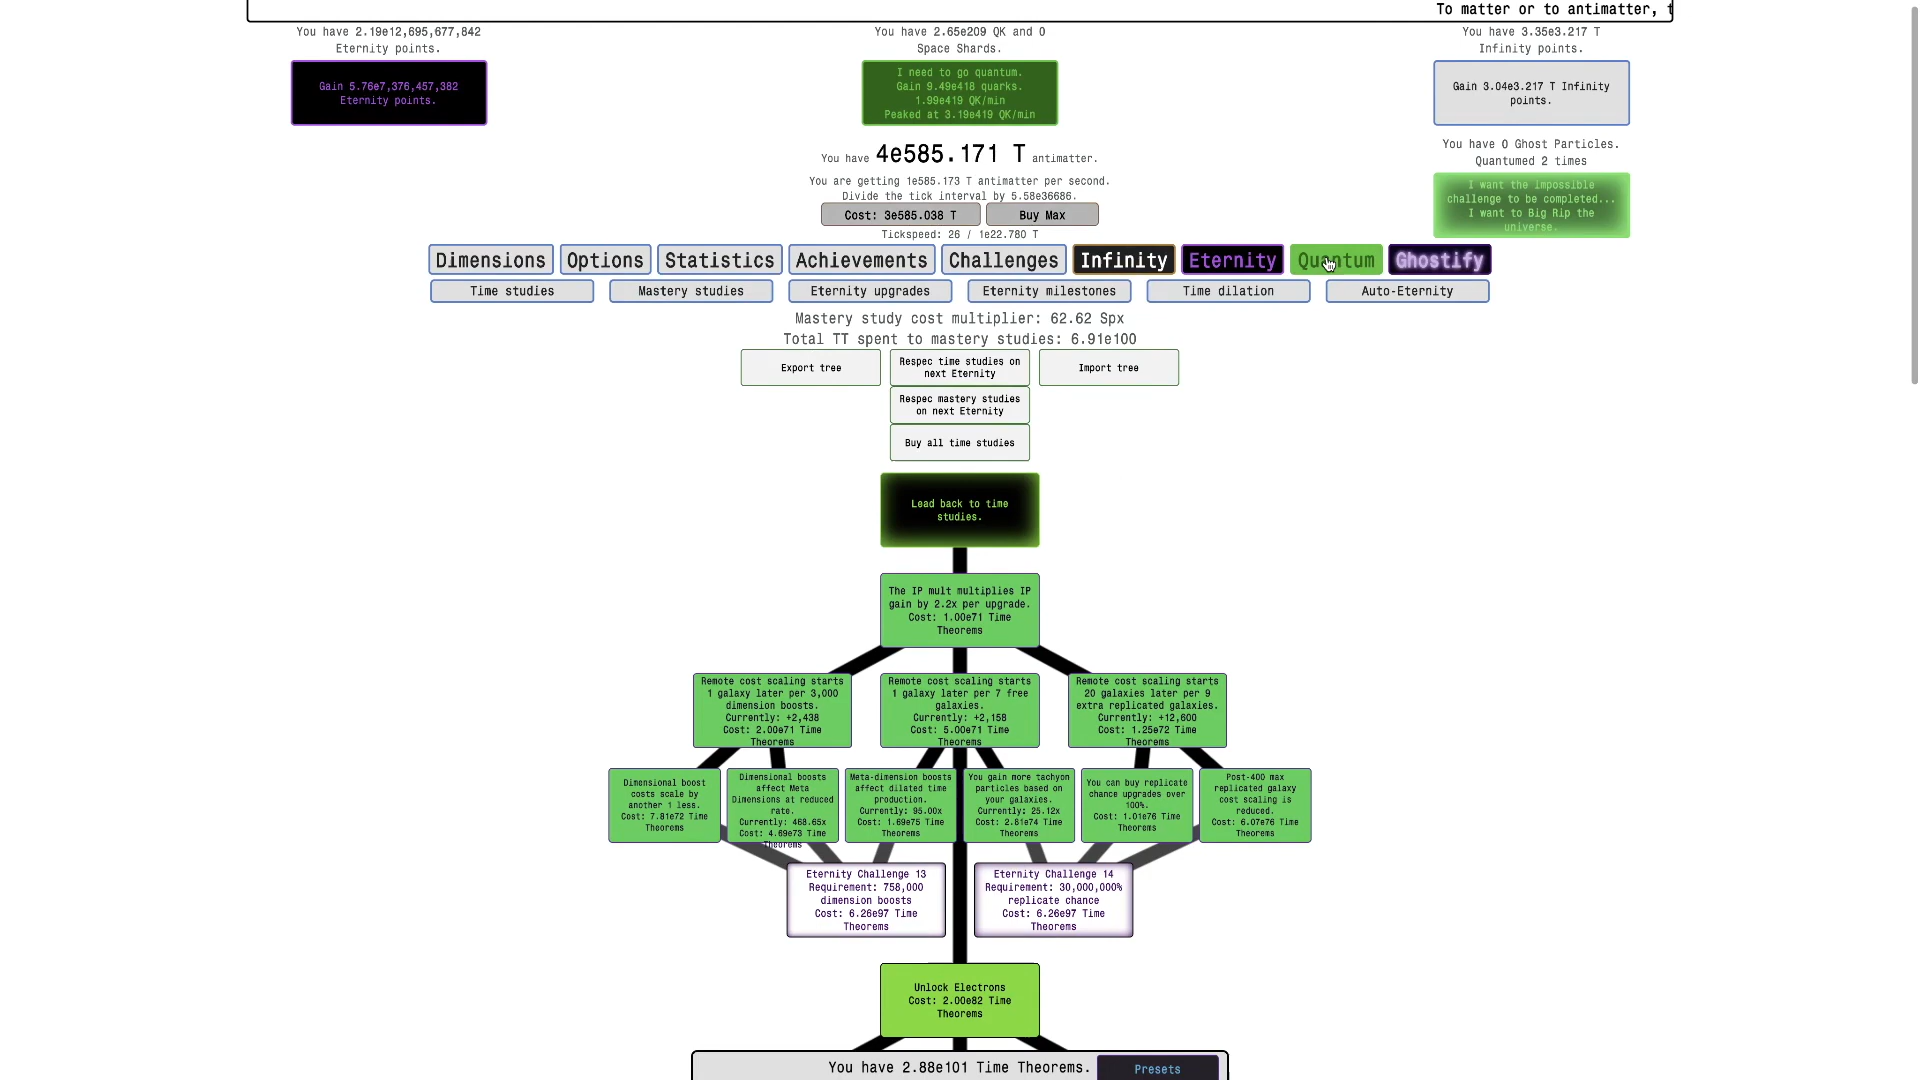 To matter or to antimatter, t
You have 2.19e12,695,677,842
Eternity points.
Gain 5.76e7,376,457,382
Eternity points.
You have 2.65e209 QK and 0
Space Shards.
I need to go quantum.
Gain 9.49e418 quarks.
1.99e419 QK/min
Peaked at 3.19e419 QK/min
You have 3.35e3.217 T
Infinity points.
Gain 3.04e3.217 T Infinity
points.
You have 0 Ghost Particles.
Quantumed 2 times
I want the impossible
challenge to be completed...
I want to Big Rip the
universe.
You have 4e585.171 T antimatter.
You are getting 1e585.173 T antimatter per second.
Divide the tick interval by 5.58e36686.
Cost: 3e585.038 T
Buy Max
Tickspeed: 26 / 1e22.780 T
Dimensions
Options
Statistics
Achievements
Challenges
Infinity
Eternity
Quantum
Ghostify
Time studies
Mastery studies
Eternity upgrades
Eternity milestones
Time dilation
Auto-Eternity
Mastery study cost multiplier: 62.62 Spx
Total TT spent to mastery studies: 6.91e100
Export tree
Respec time studies on
next Eternity
Import tree
Respec mastery studies
on next Eternity
Buy all time studies
Lead back to time
studies.
The IP mult multiplies IP
gain by 2.2x per upgrade.
Cost: 1.00e71 Time
Theorems
Remote cost scaling starts
1 galaxy later per 3,000
dimension boosts.
Currently: +2,438
Cost: 2.00e71 Time
Theorems
Remote cost scaling starts
1 galaxy later per 7 free
galaxies.
Currently: +2,158
Cost: 5.00e71 Time
Theorems
Remote cost scaling starts
20 galaxies later per 9
extra replicated galaxies.
Currently: +12,600
Cost: 1.25e72 Time
Theorems
Dimensional boost
costs scale by
another 1 less.
Cost: 7.81e72 Time
Theorems
Dimensional boosts
affect Meta
Dimensions at reduced
rate.
Currently: 468.65x
Cost: 4.69e73 Time
Theorems
Meta-dimension boosts
affect dilated time
production.
Currently: 95.00x
Cost: 1.69e75 Time
Theorems
You gain more tachyon
particles based on
your galaxies.
Currently: 25.12x
Cost: 2.81e74 Time
Theorems
You can buy replicate
chance upgrades over
100%.
Cost: 1.01e76 Time
Theorems
Post-400 max
replicated galaxy
cost scaling is
reduced.
Cost: 6.07e76 Time
Theorems
Eternity Challenge 13
Requirement: 758,000
dimension boosts
Cost: 6.26e97 Time
Theorems
Eternity Challenge 14
Requirement: 30,000,000%
replicate chance
Cost: 6.26e97 Time
Theorems
Unlock Electrons
Cost: 2.00e82 Time
Theorems
You have 2.88e101 Time Theorems.
Presets